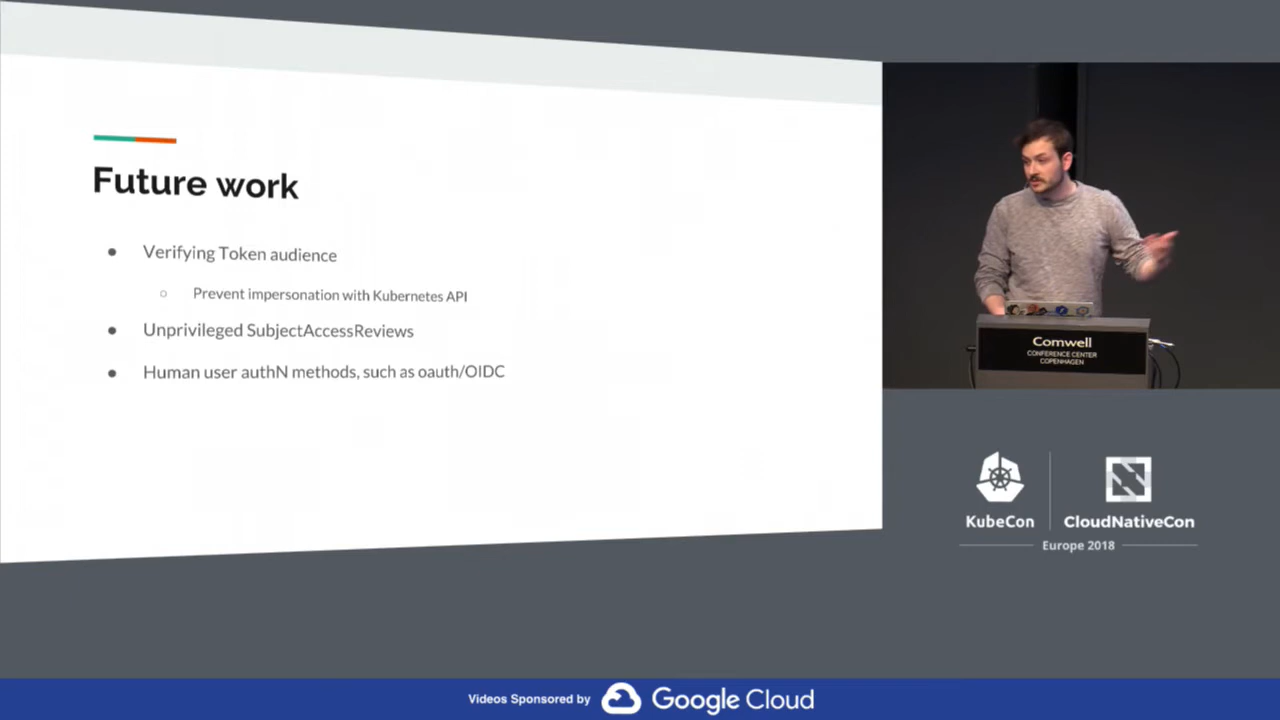 Future work
Verifying Token audience
Prevent impersonation with Kubernetes API
Unprivileged SubjectAccessReviews
Human user authN methods, such as oauth/OIDC
Comwell
CONFERENCE CENTER
COPENHAGEN
KubeCon
CloudNativeCon
Europe 2018
Videos Sponsored by Google Cloud